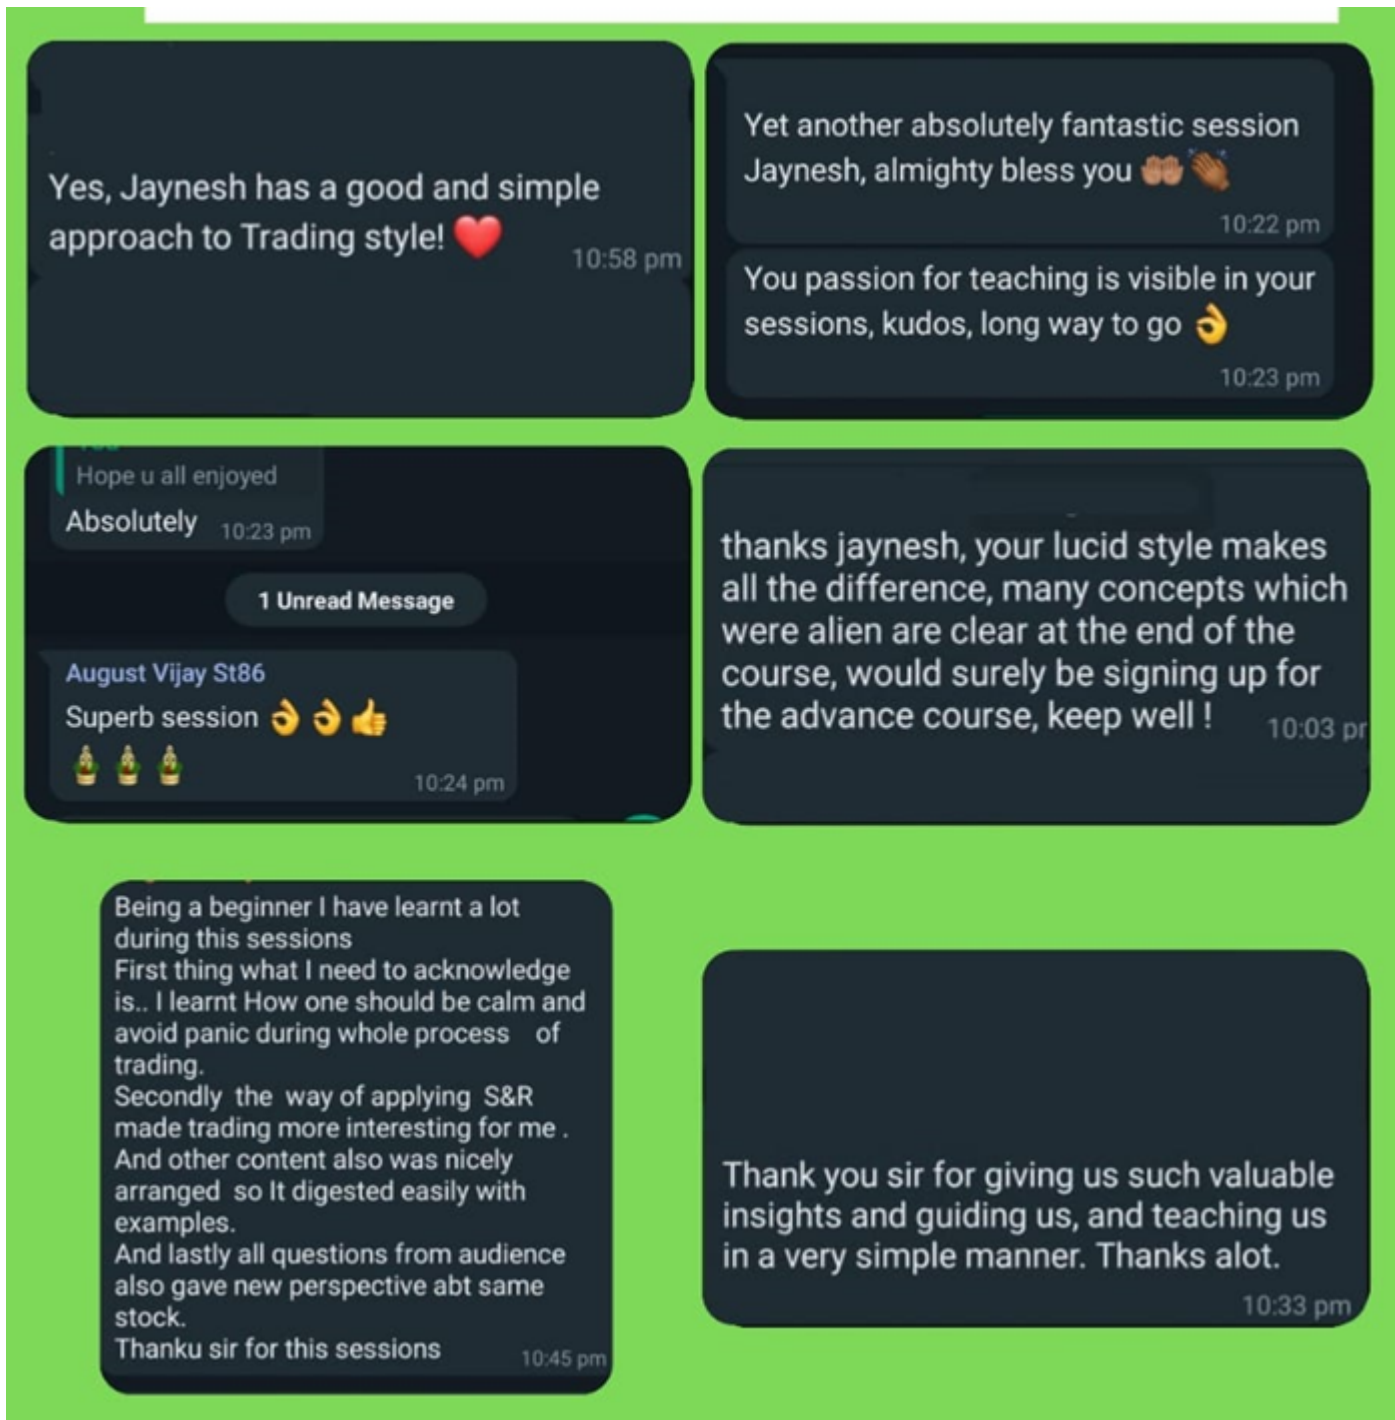 Yes, Jaynesh has a good and simple
approach to Trading style! ❤️
10:58 pm
Yet another absolutely fantastic session
Jaynesh, almighty bless you 🤲🏽👏🏽
10:22 pm
You passion for teaching is visible in your
sessions, kudos, long way to go 👌
10:23 pm
Hope u all enjoyed
Absolutely 10:23 pm
1 Unread Message
August Vijay St86
Superb session 👌👌👍
🎍🎍🎍
10:24 pm
thanks jaynesh, your lucid style makes
all the difference, many concepts which
were alien are clear at the end of the
course, would surely be signing up for
the advance course, keep well !
10:03 pr
Being a beginner I have learnt a lot
during this sessions
First thing what I need to acknowledge
is.. I learnt How one should be calm and
avoid panic during whole process of
trading.
Secondly the way of applying S&R
made trading more interesting for me .
And other content also was nicely
arranged so It digested easily with
examples.
And lastly all questions from audience
also gave new perspective abt same
stock.
Thanku sir for this sessions
10:45 pm
Thank you sir for giving us such valuable
insights and guiding us, and teaching us
in a very simple manner. Thanks alot.
10:33 pm